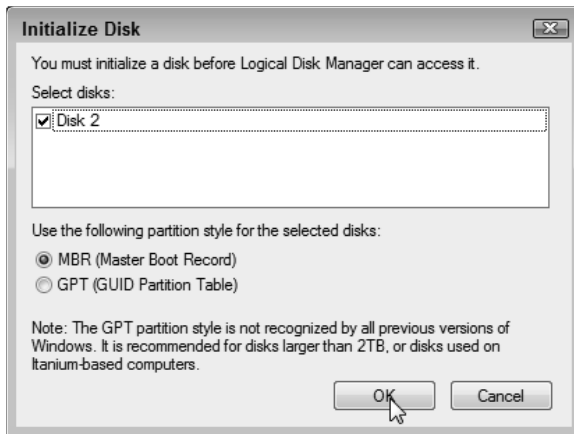 Initialize Disk
You must initialize a disk before Logical Disk Manager can access it.
Select disks:
Disk 2
Use the following partition style for the selected disks:
MBR (Master Boot Record)
GPT (GUID Partition Table)
Note: The GPT partition style is not recognized by all previous versions of
Windows. It is recommended for disks larger than 2TB, or disks used on
Itanium-based computers.
OK Cancel